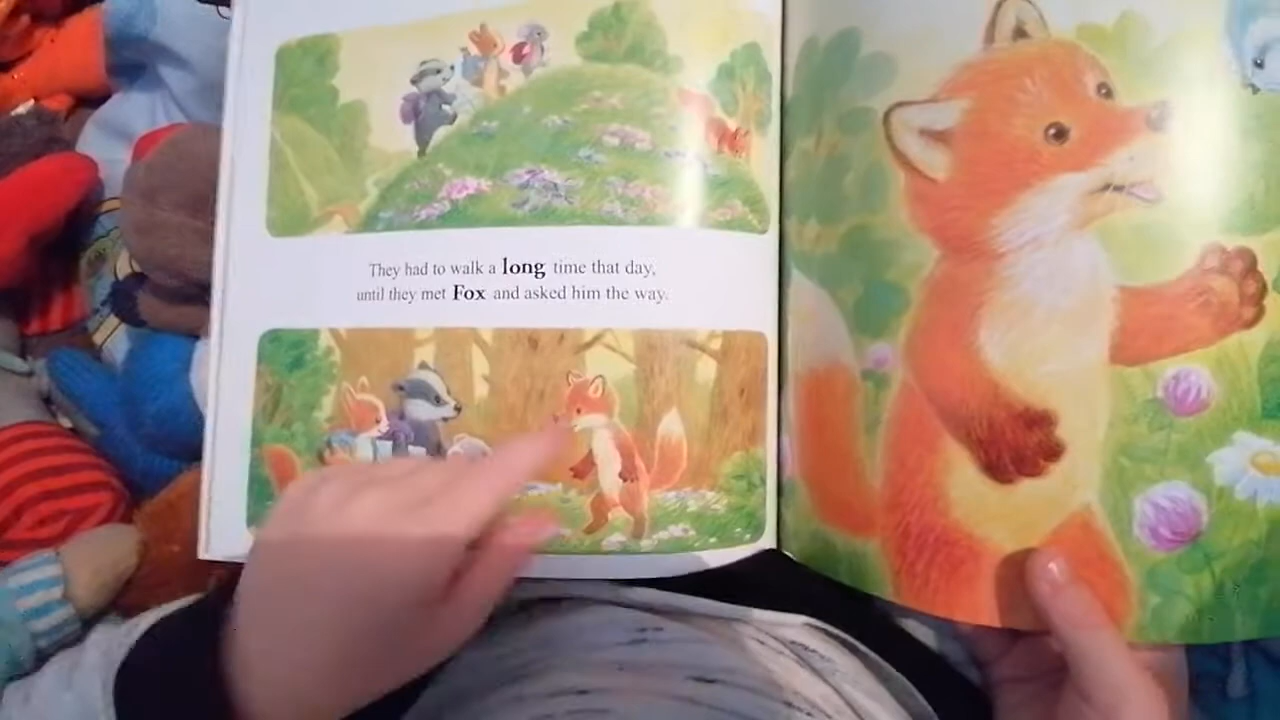 They had to walk a long time that day,
until they met Fox and asked him the way.